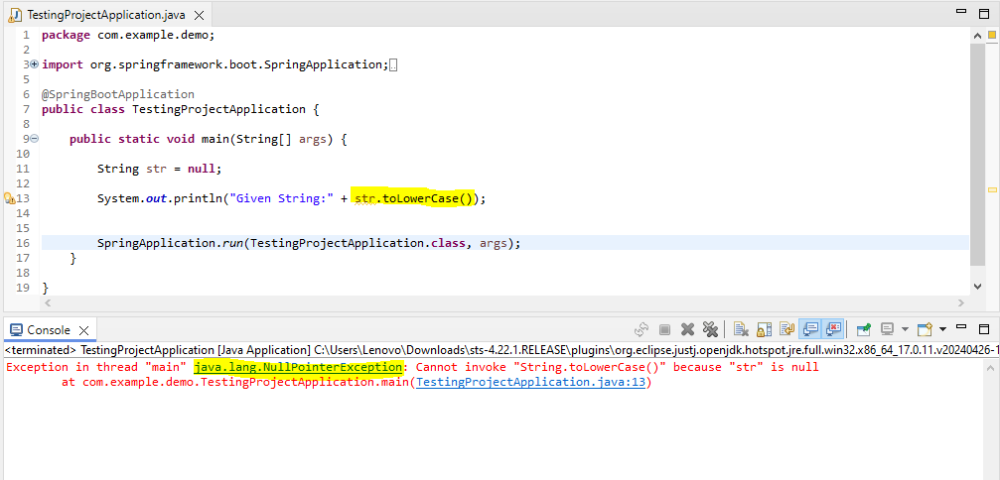 TestingProjectApplication.java
1 package com.example.demo;
2
3 import org.springframework.boot.SpringApplication;
5
6 @SpringBootApplication
7 public class TestingProjectApplication {
8
9 public static void main(String[] args) {
10
11 String str = null;
12
13 System.out.println("Given String:" + str.toLowerCase());
14
15
16 SpringApplication.run(TestingProjectApplication.class, args);
17 }
18
19 }
Console
<terminated> TestingProjectApplication [Java Application] C:\Users\Lenovo\Downloads\sts-4.22.1.RELEASE\plugins\org.eclipse.justj.openjdk.hotspot.jre.full.win32.x86_64_17.0.11.v20240426-1
Exception in thread "main" java.lang.NullPointerException: Cannot invoke "String.toLowerCase()" because "str" is null
at com.example.demo.TestingProjectApplication.main(TestingProjectApplication.java:13)